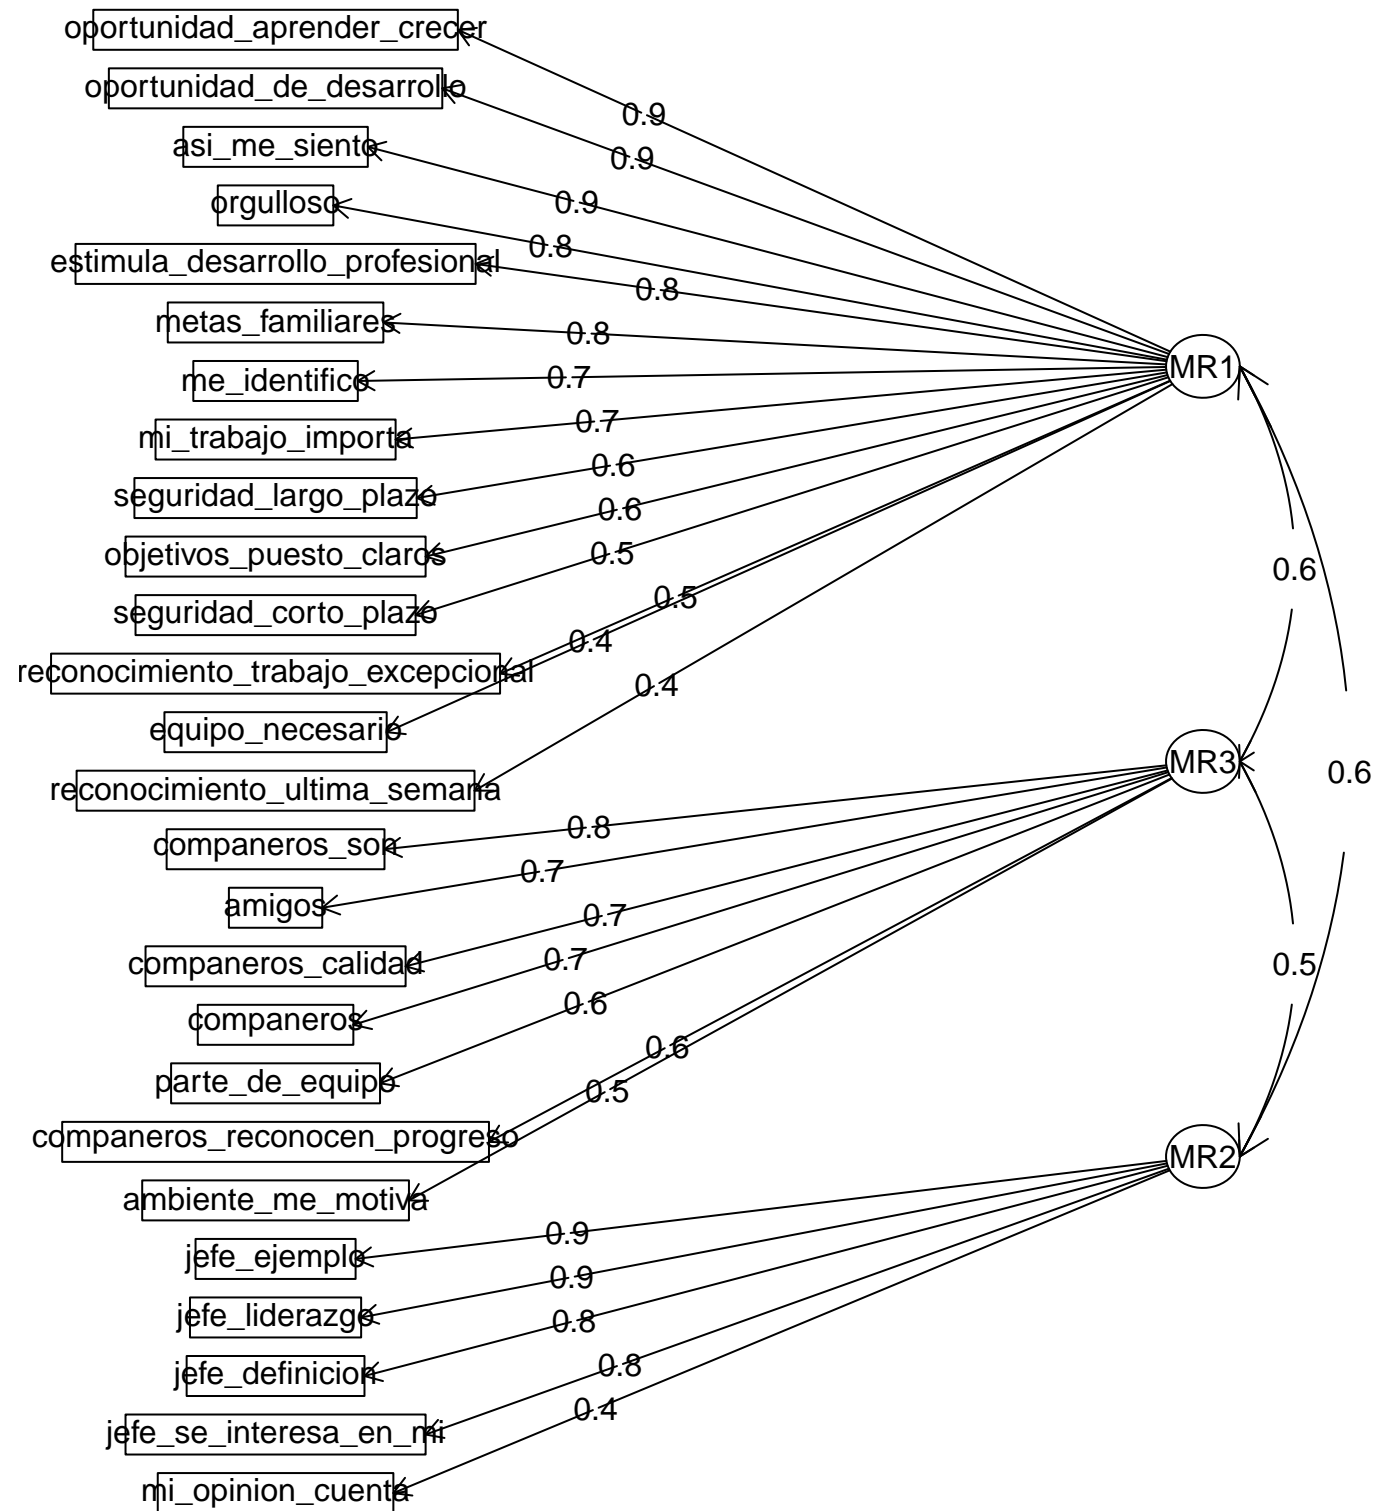 oportunidad_aprender_crecer
oportunidad_de_desarrollo
0.9
asi_me_siento
0.9
orgulloso
0.9
0.8
estimula_desarrollo_profesional
0.8
metas_familiares
0.8
MR1
me_identifico
0.7
mi_trabajo_importa
0.7
seguridad_largo_plazo
0.6
objetivos_puesto_claros
0.6
0.5
0.6
seguridad_corto_plazo
0.5
0.4
reconocimiento_trabajo_excepcional
0.4
equipo_necesario
MR3
0.6
reconocimiento_ultima_semana
0.8
companeros_son
0.7
amigos
0.7
companeros_calidad
0.7
0.5
companeros
0.6
0.6
parte_de_equipo
0.5
companeros_reconocen_progreso
MR2
ambiente_me_motiva
0.9
jefe_ejemplo
0.9
jefe_liderazgo
0.8
jefe_definicion
0.8
0.4
jefe_se_interesa_en_mi
mi_opinion_cuenta